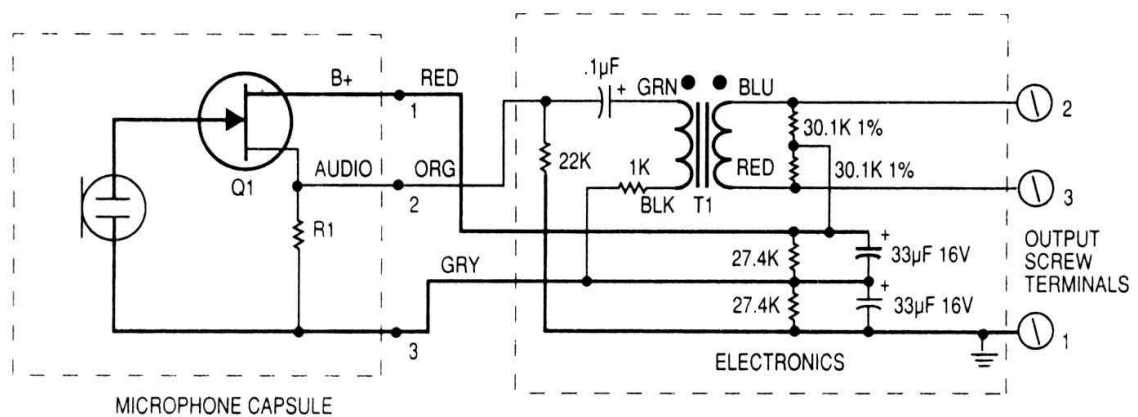 B+
RED
1
Q1
AUDIO
ORG
2
R1
GRY
3
MICROPHONE CAPSULE
.1µF
+
GRN
BLU
22K
1K
BLK
T1
RED
30.1K 1%
30.1K 1%
27.4K
27.4K
+
33µF 16V
+
33µF 16V
ELECTRONICS
2
3
OUTPUT
SCREW
TERMINALS
1